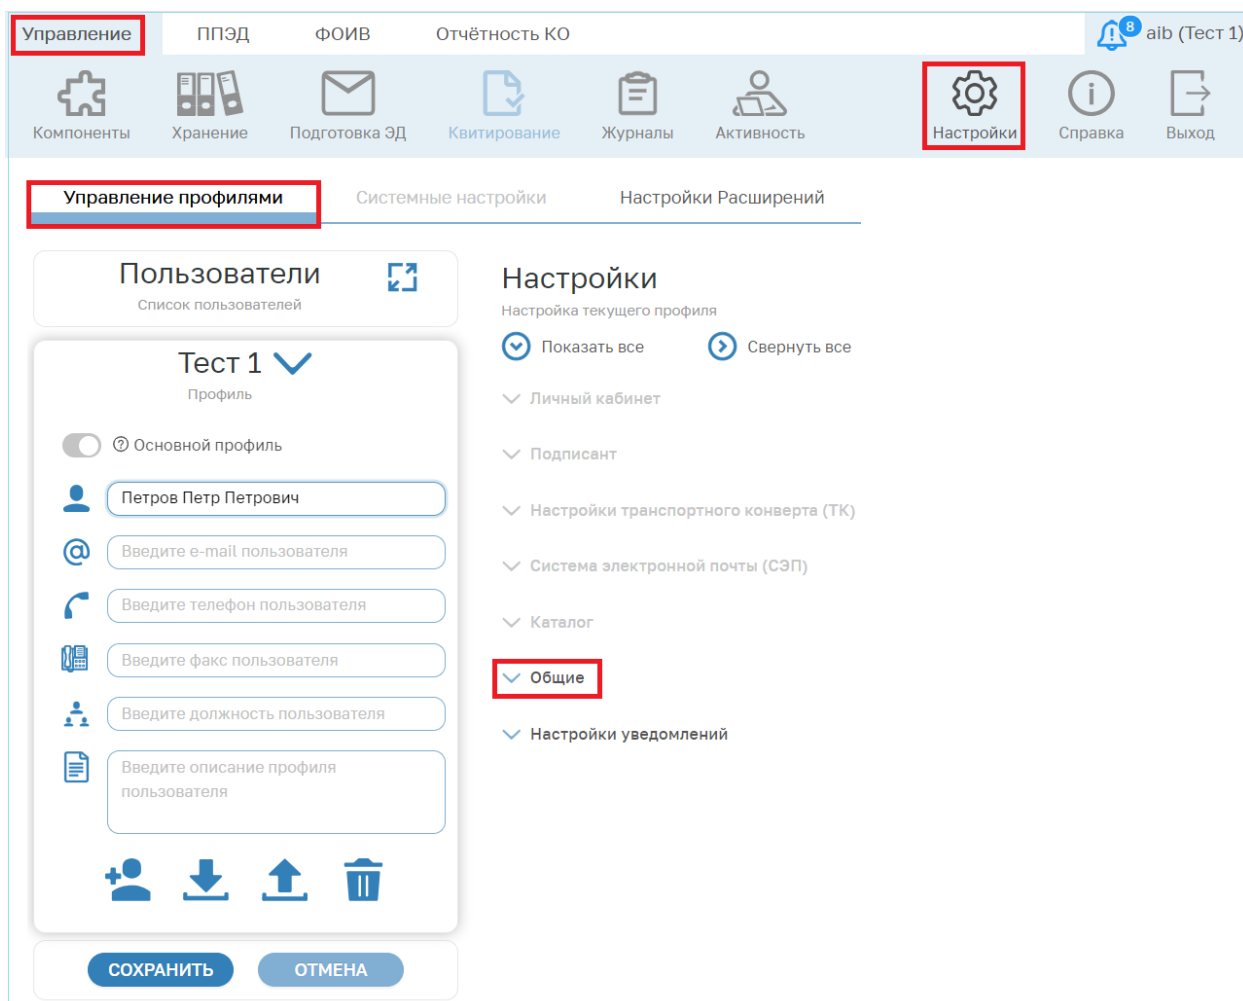 Управление ППЭД ФОИВ Отчётность КО 8 aib (Тест 1)
Компоненты Хранение Подготовка ЭД Квитирование Журналы Активность Настройки Справка Выход
Управление профилями Системные настройки Настройки Расширений
Пользователи
Список пользователей
Тест 1
Профиль
Основной профиль
Петров Петр Петрович
Введите e-mail пользователя
Введите телефон пользователя
Введите факс пользователя
Введите должность пользователя
Введите описание профиля
пользователя
СОХРАНИТЬ ОТМЕНА
Настройки
Настройка текущего профиля
Показать все Свернуть все
Личный кабинет
Подписант
Настройки транспортного конверта (ТК)
Система электронной почты (СЭП)
Каталог
Общие
Настройки уведомлений